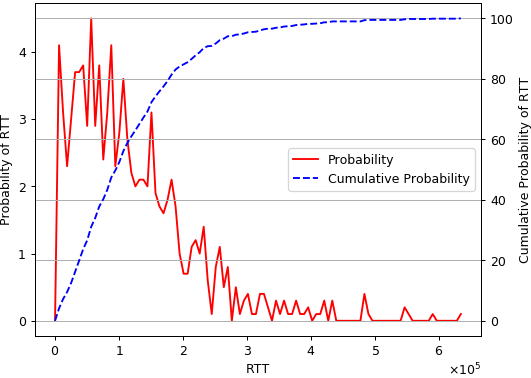 Probability of RTT
4
3
2
1
0
100
80
60
40
20
0
Cumulative Probability of RTT
Probability
Cumulative Probability
0 1 2 3 4 5 6
×10⁵
RTT